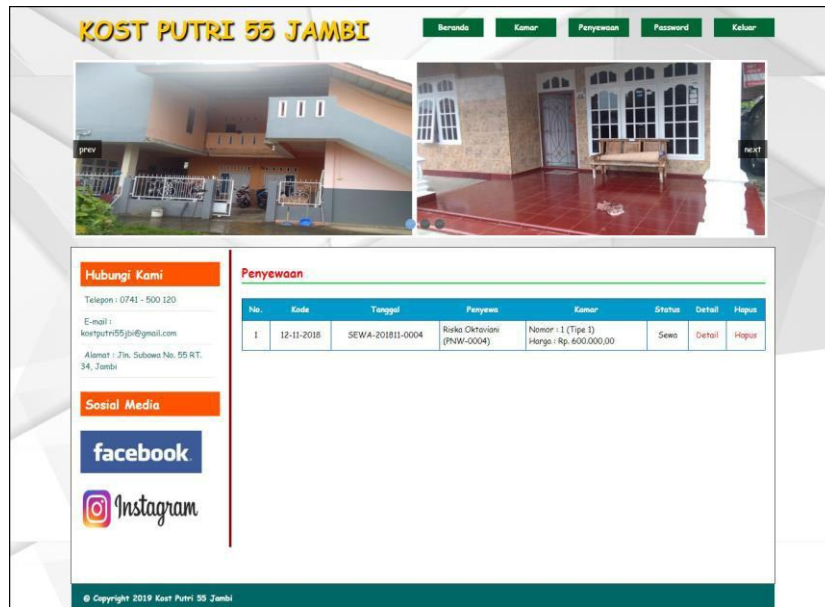 KOST PUTRI 55 JAMBI
Beranda Kamar Penyewaan Password Keluar
prev next
Hubungi Kami
Telepon : 0741 - 500 120
E-mail :
kostputri55jbi@gmail.com
Alamat : Jln. Subawa No. 55 RT.
34, Jambi
Sosial Media
facebook
Instagram
Penyewaan
No. Kode Tanggal Penyewa Kamar Status Detail Hapus
1 12-11-2018 SEWA-201811-0004 Riska Oktaviani (PNW-0004) Nomor : 1 (Tipe 1) Harga : Rp. 600.000,00 Sewa Detail Hapus
@ Copyright 2019 Kost Putri 55 Jambi